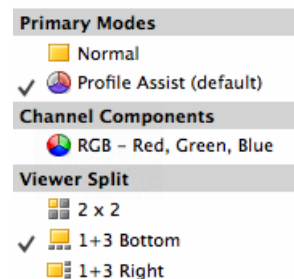 Primary Modes
Normal
Profile Assist (default)
Channel Components
RGB – Red, Green, Blue
Viewer Split
2 x 2
1+3 Bottom
1+3 Right